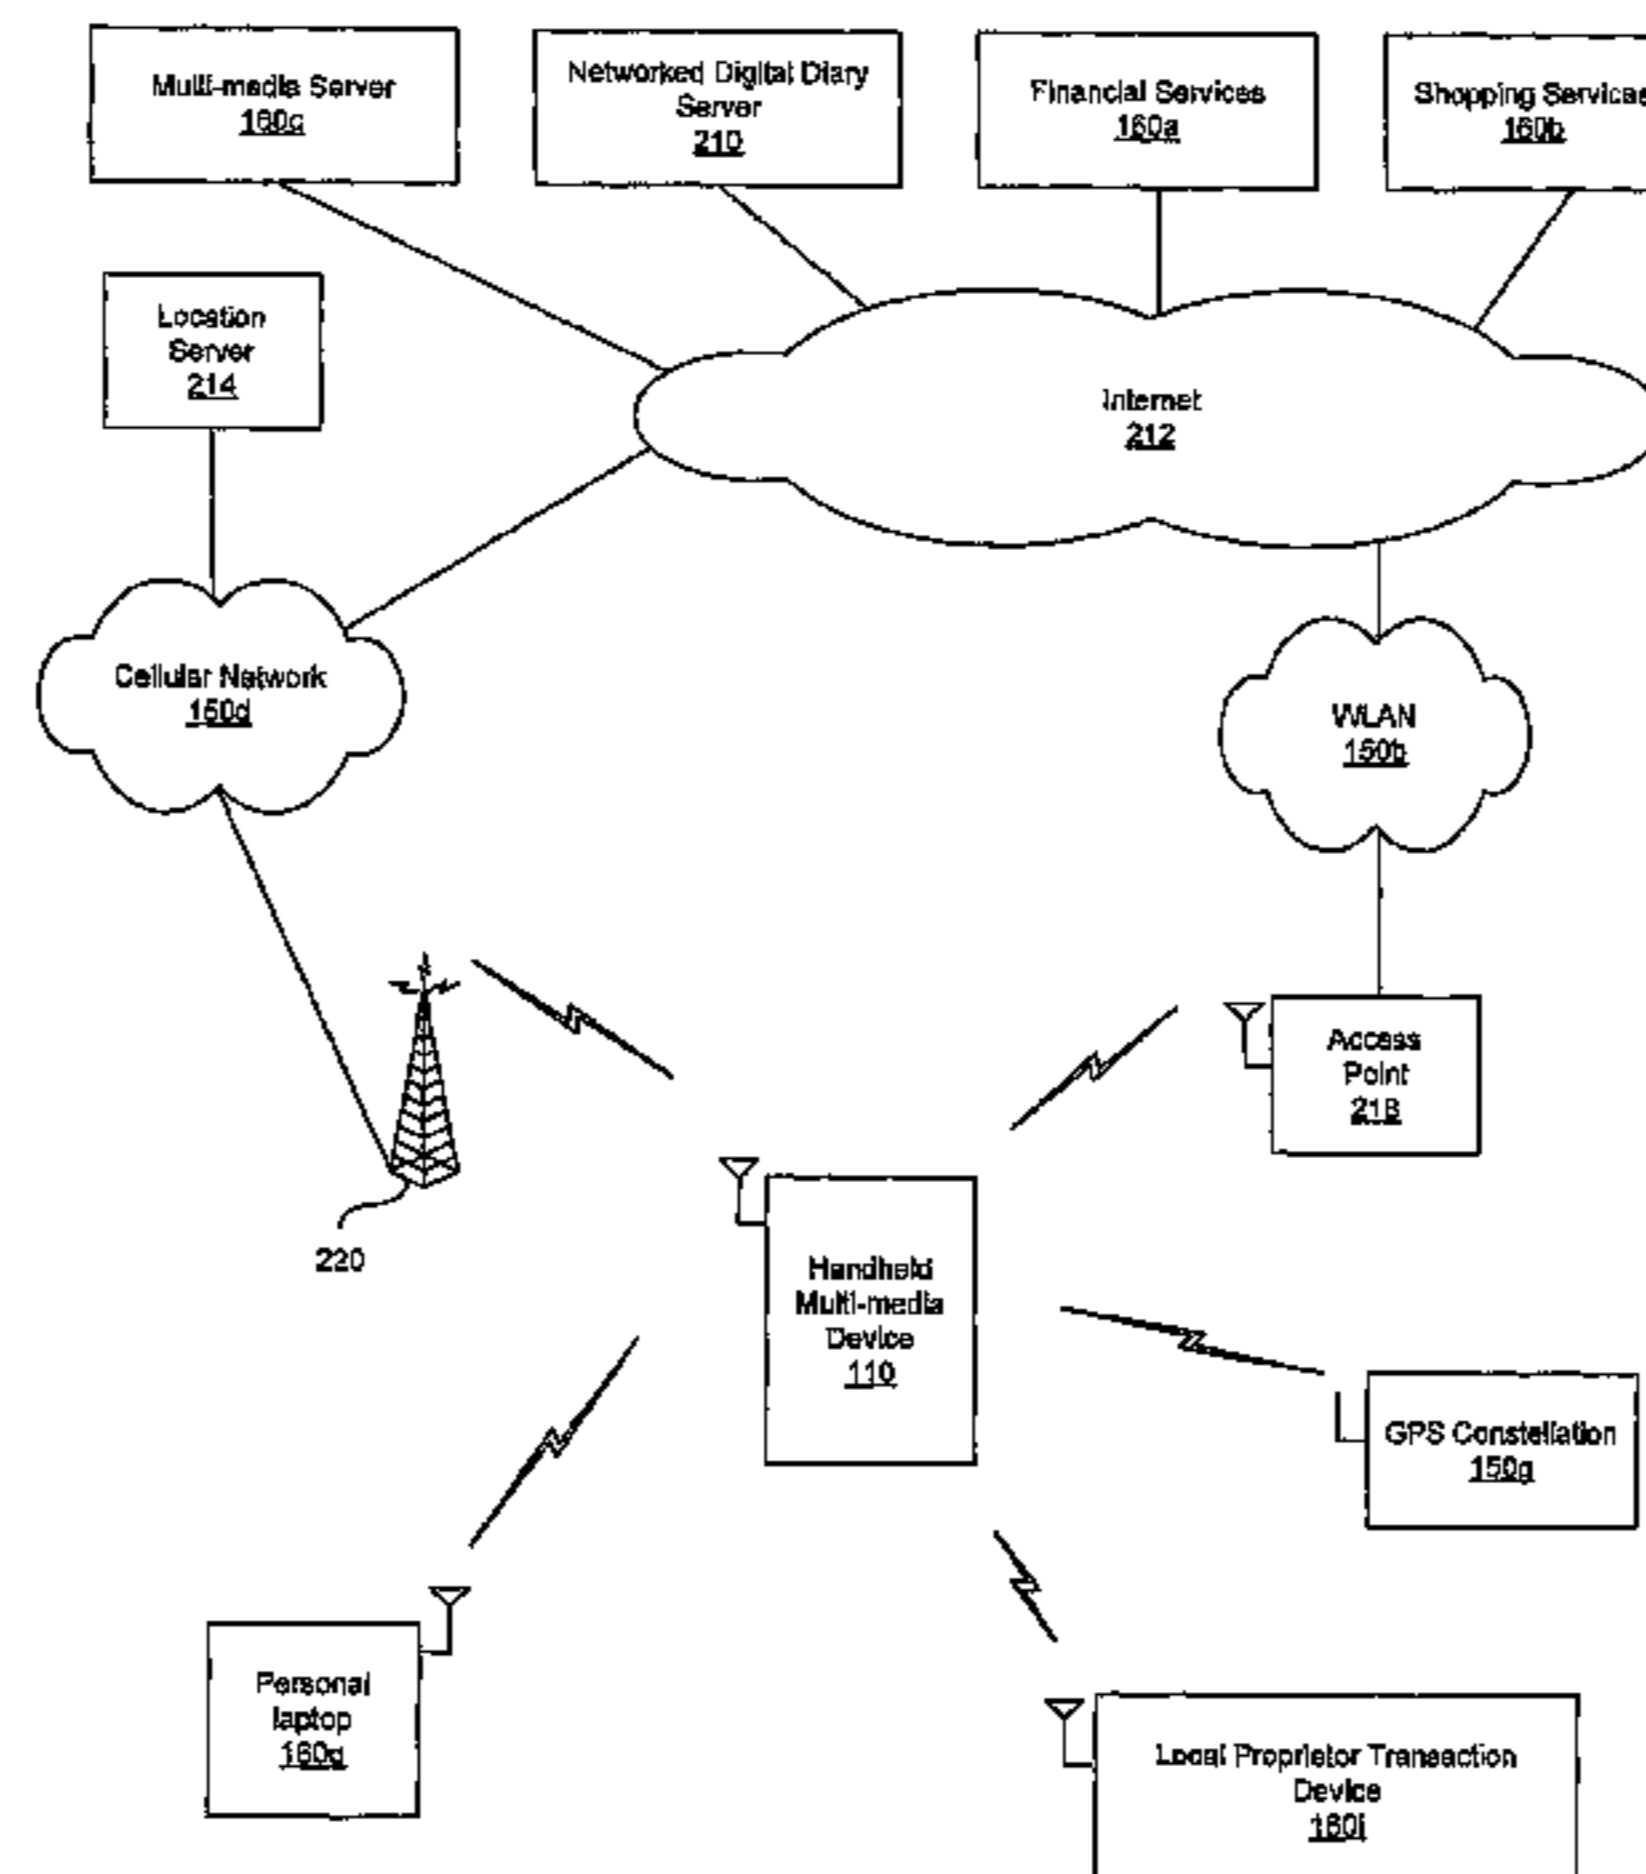 Multi-media Server
160c
Networked Digital Diary
Server
210
Financial Services
160a
Shopping Services
160b
Location
Server
214
Internet
212
Cellular Network
150d
WLAN
150b
Access
Point
218
220
Handheld
Multi-media
Device
110
GPS Constellation
150g
Personal
laptop
Local Proprietor Transaction
Device
160i